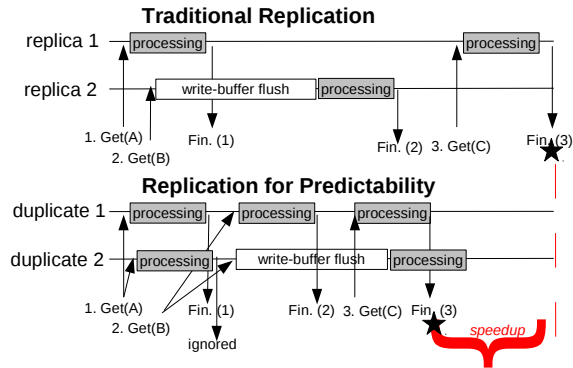 Traditional Replication
replica 1 processing processing
replica 2 write-buffer flush processing
1. Get(A) Fin. (1) Fin. (2) 3. Get(C) Fin. (3)
2. Get(B)
Replication for Predictability
duplicate 1 processing processing processing
duplicate 2 processing write-buffer flush processing
1. Get(A) Fin. (1) Fin. (2) 3. Get(C) Fin. (3)
2. Get(B) speedup
ignored